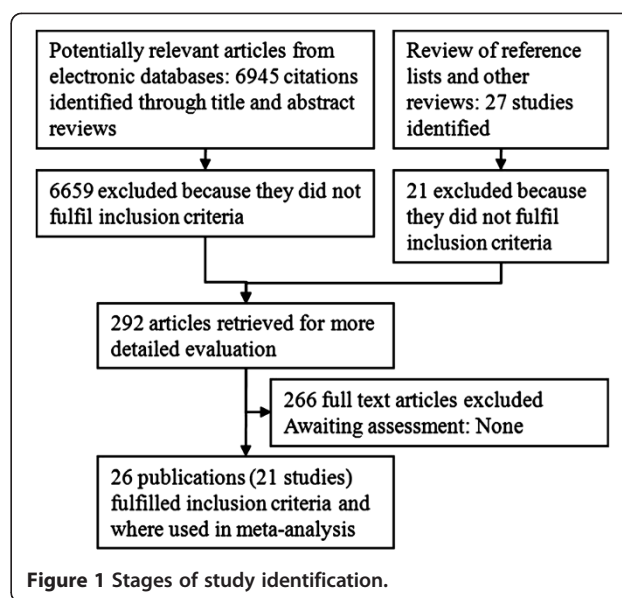 Potentially relevant articles from
electronic databases: 6945 citations
identified through title and abstract
reviews
Review of reference
lists and other
reviews: 27 studies
identified
6659 excluded because they did not
fulfil inclusion criteria
21 excluded because
they did not fulfil
inclusion criteria
292 articles retrieved for more
detailed evaluation
266 full text articles excluded
Awaiting assessment: None
26 publications (21 studies)
fulfilled inclusion criteria and
where used in meta-analysis
Figure 1 Stages of study identification.